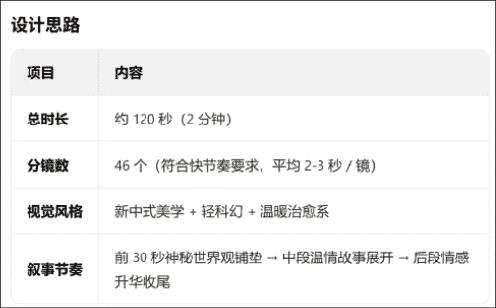 设计思路
项目 内容
总时长 约 120 秒（2 分钟）
分镜数 46 个（符合快节奏要求，平均 2-3 秒 / 镜）
视觉风格 新中式美学 + 轻科幻 + 温暖治愈系
叙事节奏 前 30 秒神秘世界观铺垫 → 中段温情故事展开 → 后段情感
升华收尾